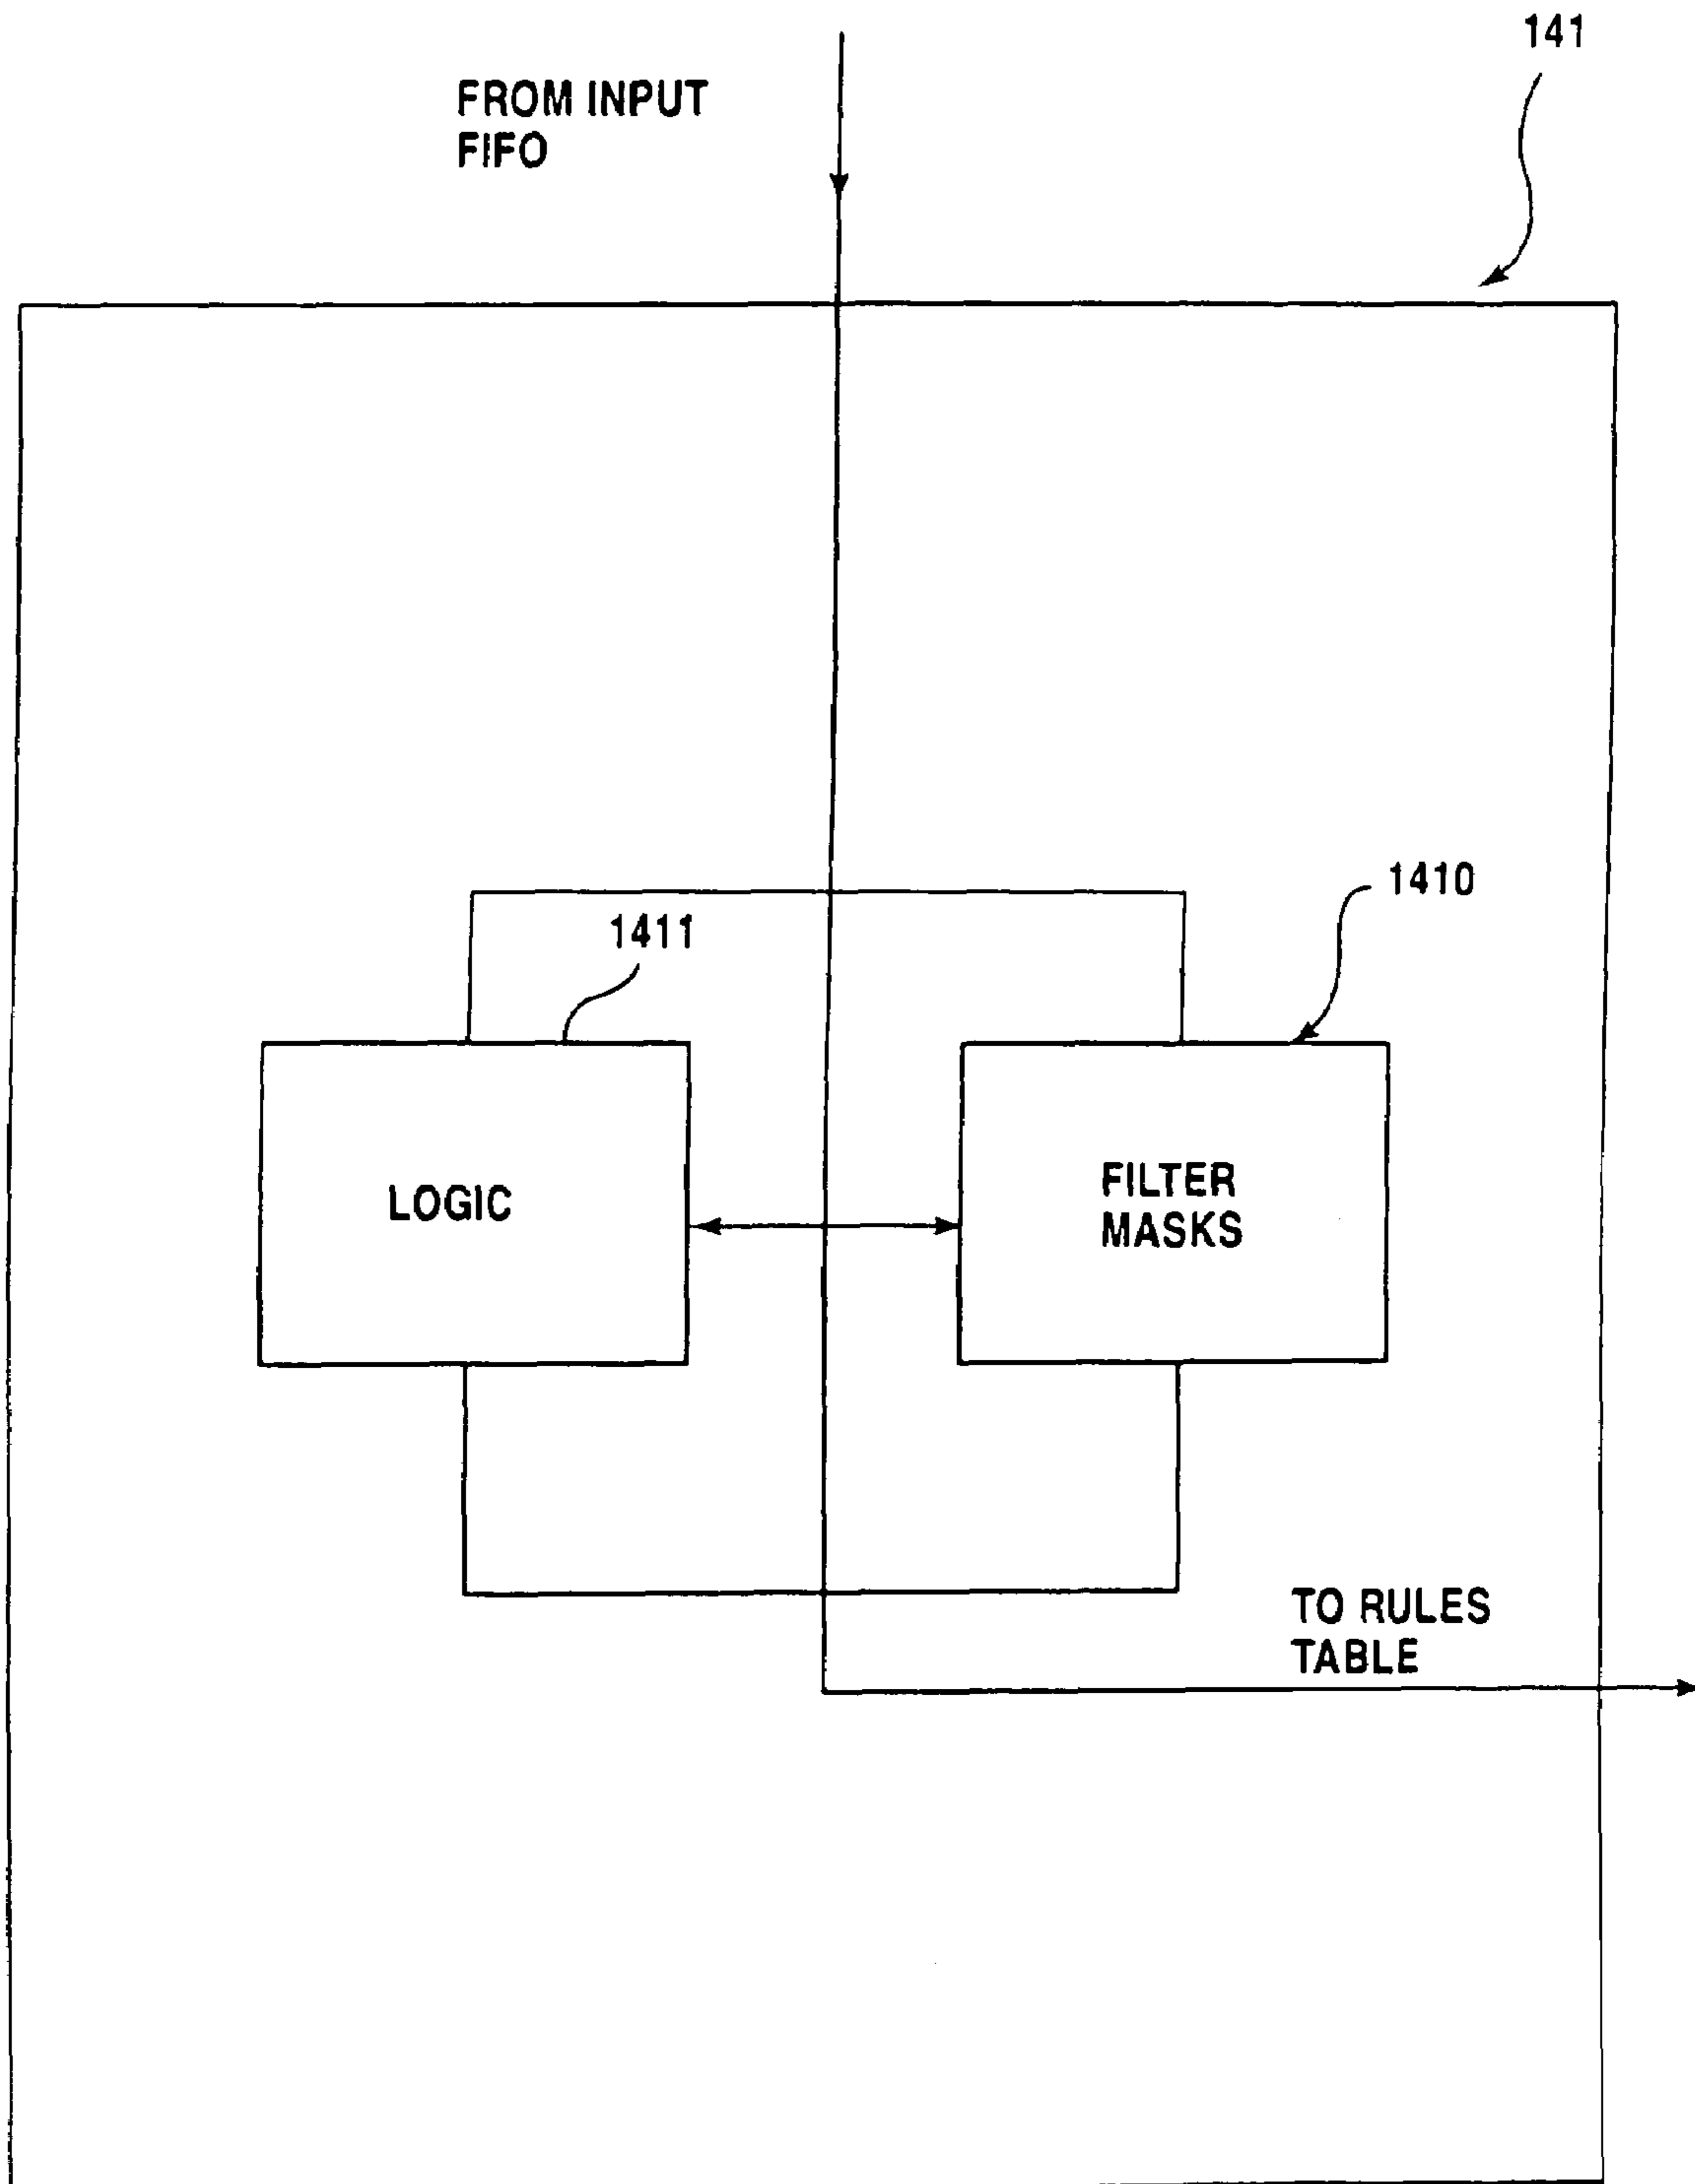 141
FROM INPUT
FIFO
1410
1411
LOGIC
FILTER
MASKS
TO RULES
TABLE